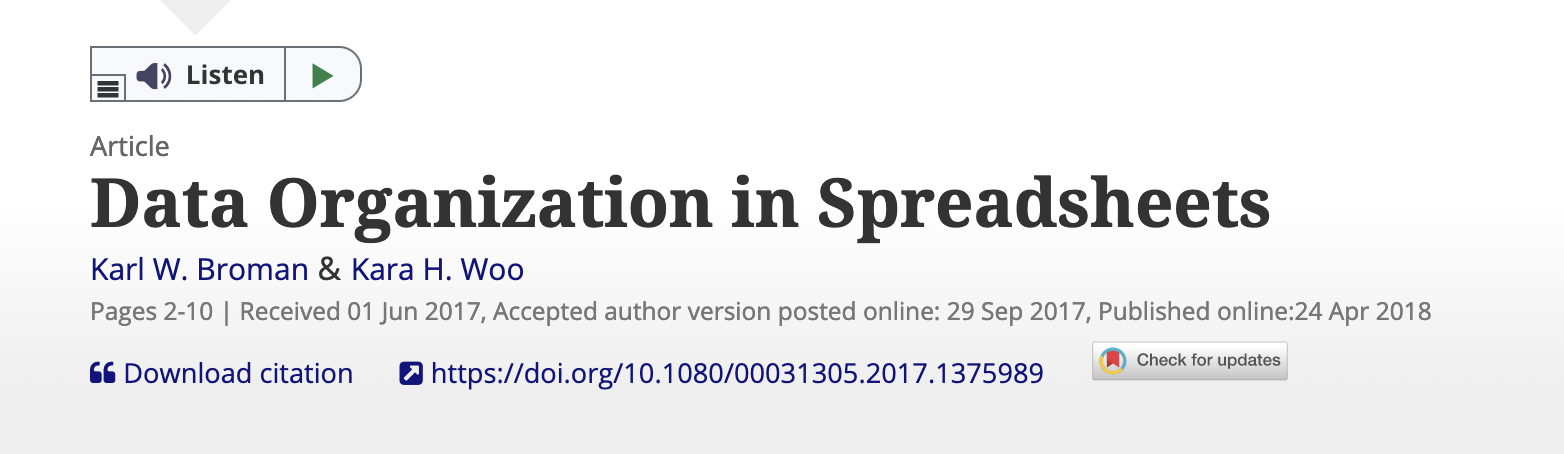 Listen
Article
Data Organization in Spreadsheets
Karl W. Broman & Kara H. Woo
Pages 2-10 | Received 01 Jun 2017, Accepted author version posted online: 29 Sep 2017, Published online:24 Apr 2018
Download citation https://doi.org/10.1080/00031305.2017.1375989 Check for updates